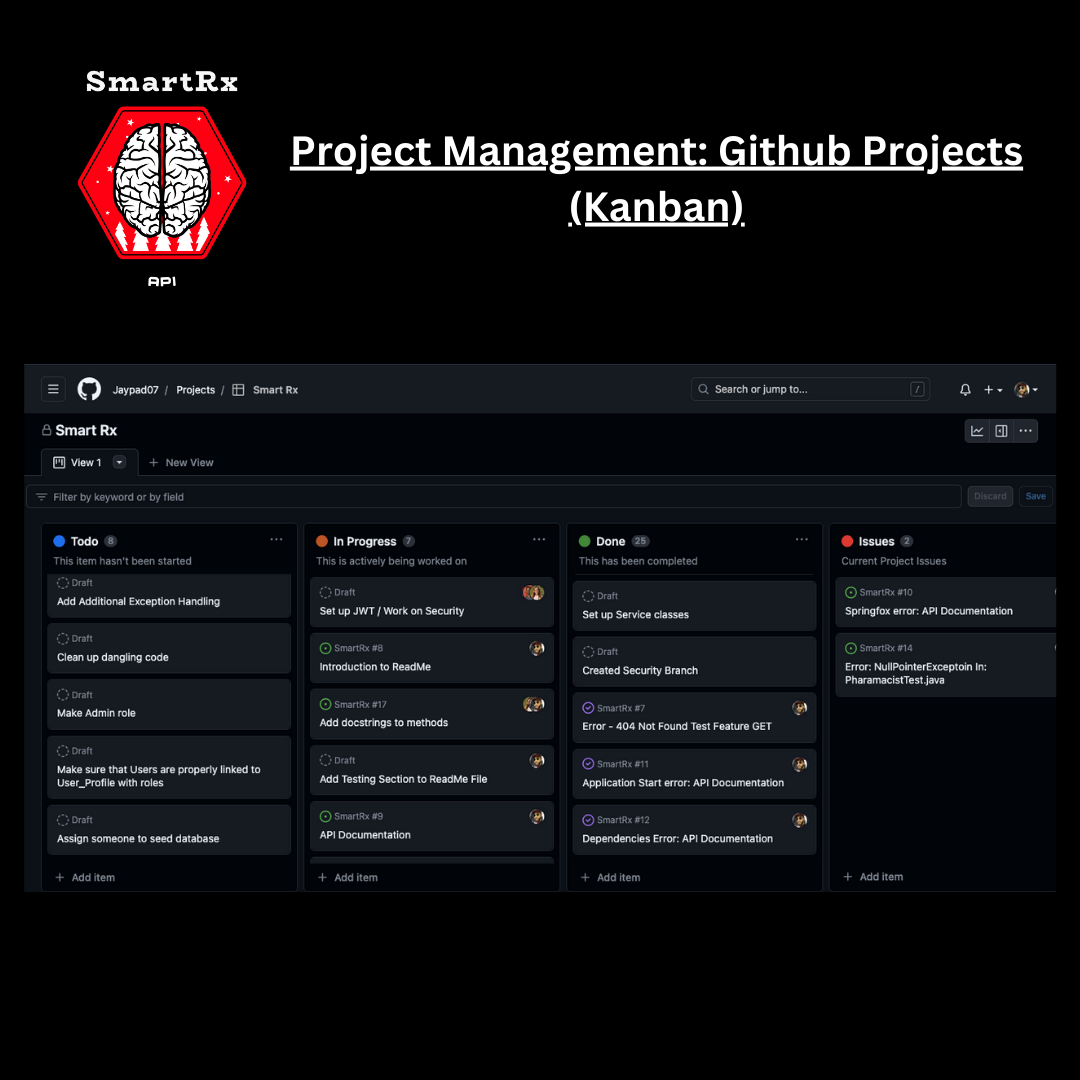 SmartRx
API
Project Management: Github Projects
(Kanban)
Jaypad07 / Projects / Smart Rx
Search or jump to...
/
Smart Rx
View 1
New View
Filter by keyword or by field
Discard
Save
Todo 8
This item hasn't been started
Draft
Add Additional Exception Handling
Draft
Clean up dangling code
Draft
Make Admin role
Draft
Make sure that Users are properly linked to
User_Profile with roles
Draft
Assign someone to seed database
+ Add item
In Progress 7
This is actively being worked on
Draft
Set up JWT / Work on Security
SmartRx #8
Introduction to ReadMe
SmartRx #17
Add docstrings to methods
Draft
Add Testing Section to ReadMe File
SmartRx #9
API Documentation
+ Add item
Done 25
This has been completed
Draft
Set up Service classes
Draft
Created Security Branch
SmartRx #7
Error - 404 Not Found Test Feature GET
SmartRx #11
Application Start error: API Documentation
SmartRx #12
Dependencies Error: API Documentation
+ Add item
Issues 2
Current Project Issues
SmartRx #10
Springfox error: API Documentation
SmartRx #14
Error: NullPointerExceptoin In:
PharamacistTest.java
+ Add item